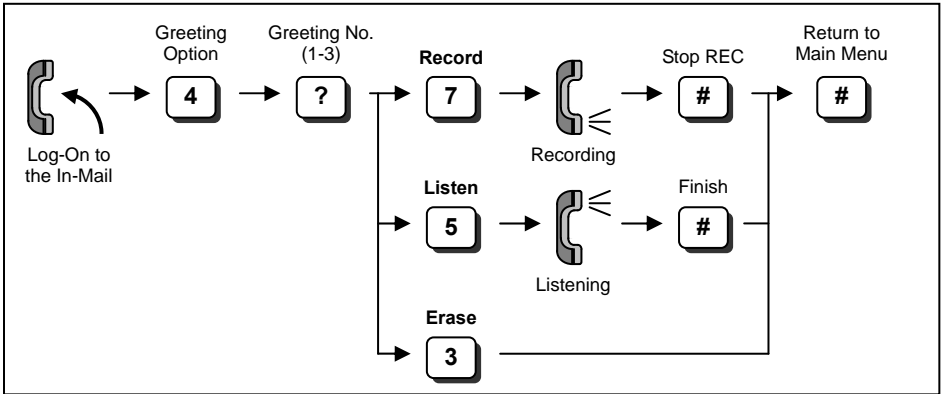 Log-On to
the In-Mail
Greeting
Option
4
Greeting No.
(1-3)
?
Record
7
Recording
Stop REC
#
Return to
Main Menu
#
Listen
5
Listening
Finish
#
Erase
3